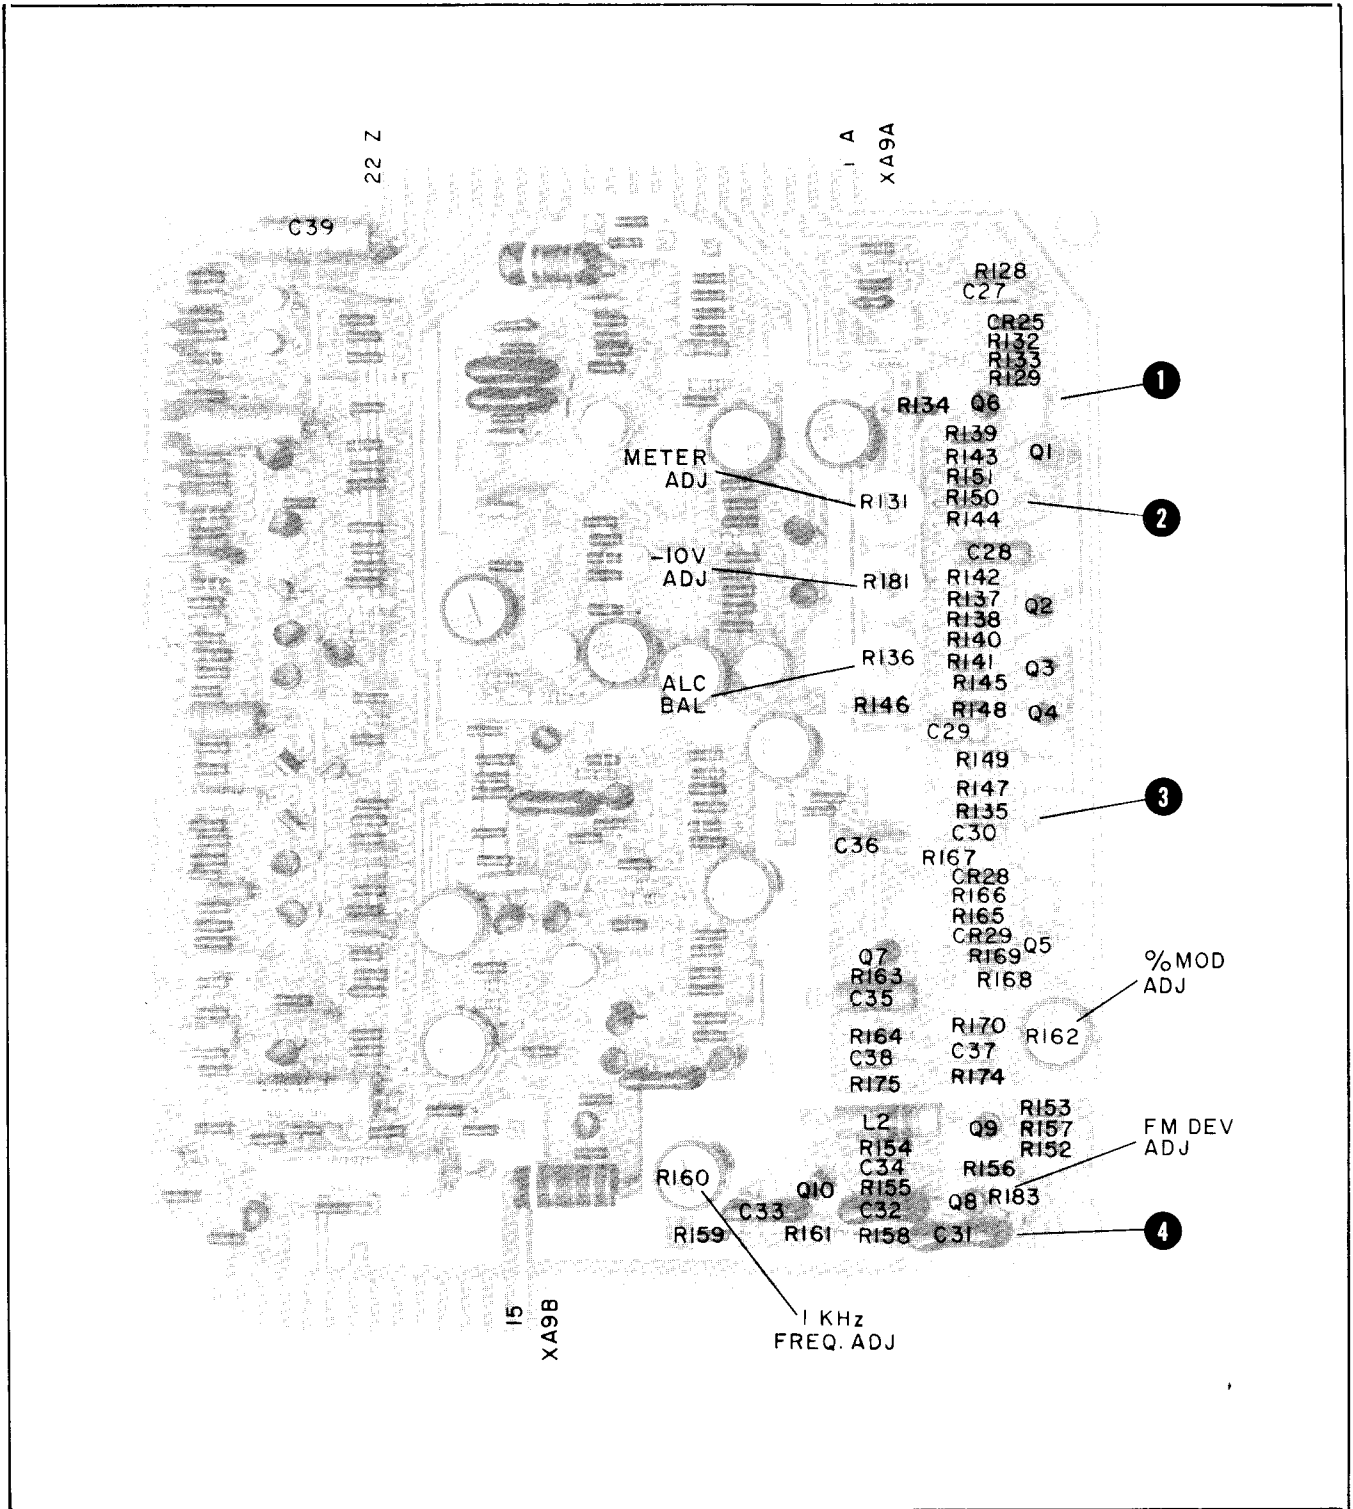 22 Z
1 A
XA9A
C39
R128
C27
CR25
R132
R133
R129
1
R134
Q6
R139
Q1
METER
ADJ
R143
R151
R131
R150
2
R144
-10V
ADJ
C28
R181
R142
R137
Q2
R138
R140
ALC
BAL
R136
R141
Q3
R145
R146
R148
Q4
C29
R149
R147
3
R135
C30
C36
R167
CR28
R166
R165
CR29
Q5
Q7
R169
%MOD
ADJ
R163
R168
C35
R164
R170
R162
C38
C37
R175
R174
R153
L2
Q9
R157
FM DEV
ADJ
R154
R152
C34
R156
R160
Q10
R155
Q8
R183
C33
C32
R159
R161
R158
C31
4
15
XA9B
1 KHz
FREQ. ADJ